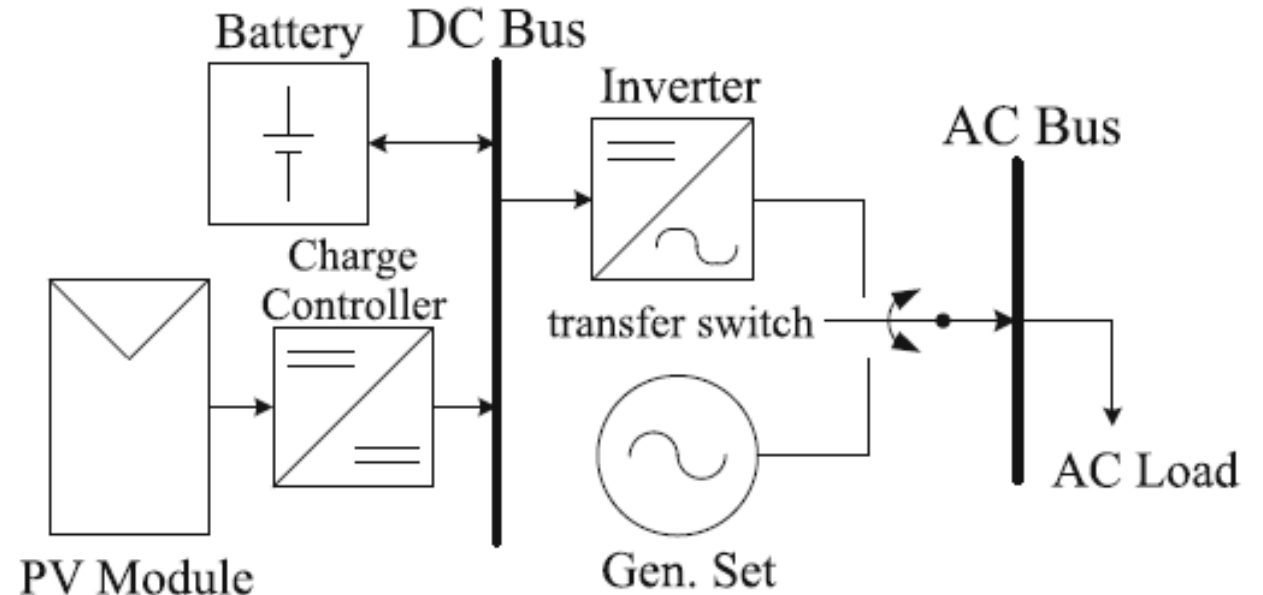 Battery
DC Bus
Inverter
AC Bus
Charge
Controller
transfer switch
AC Load
PV Module
Gen. Set